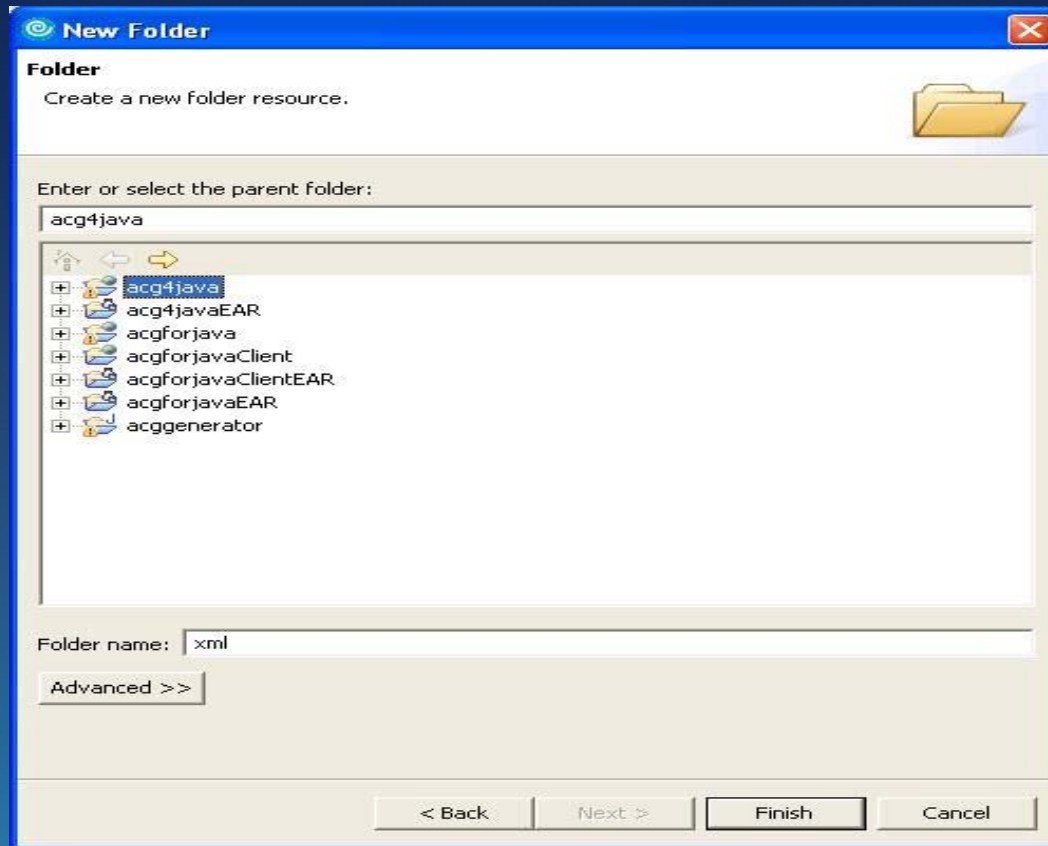 New Folder
Folder
Create a new folder resource.
Enter or select the parent folder:
acg4java
acg4java
acg4javaEAR
acgforjava
acgforjavaClient
acgforjavaClientEAR
acgforjavaEAR
acggenerator
Folder name: xml
Advanced >>
< Back Next > Finish Cancel